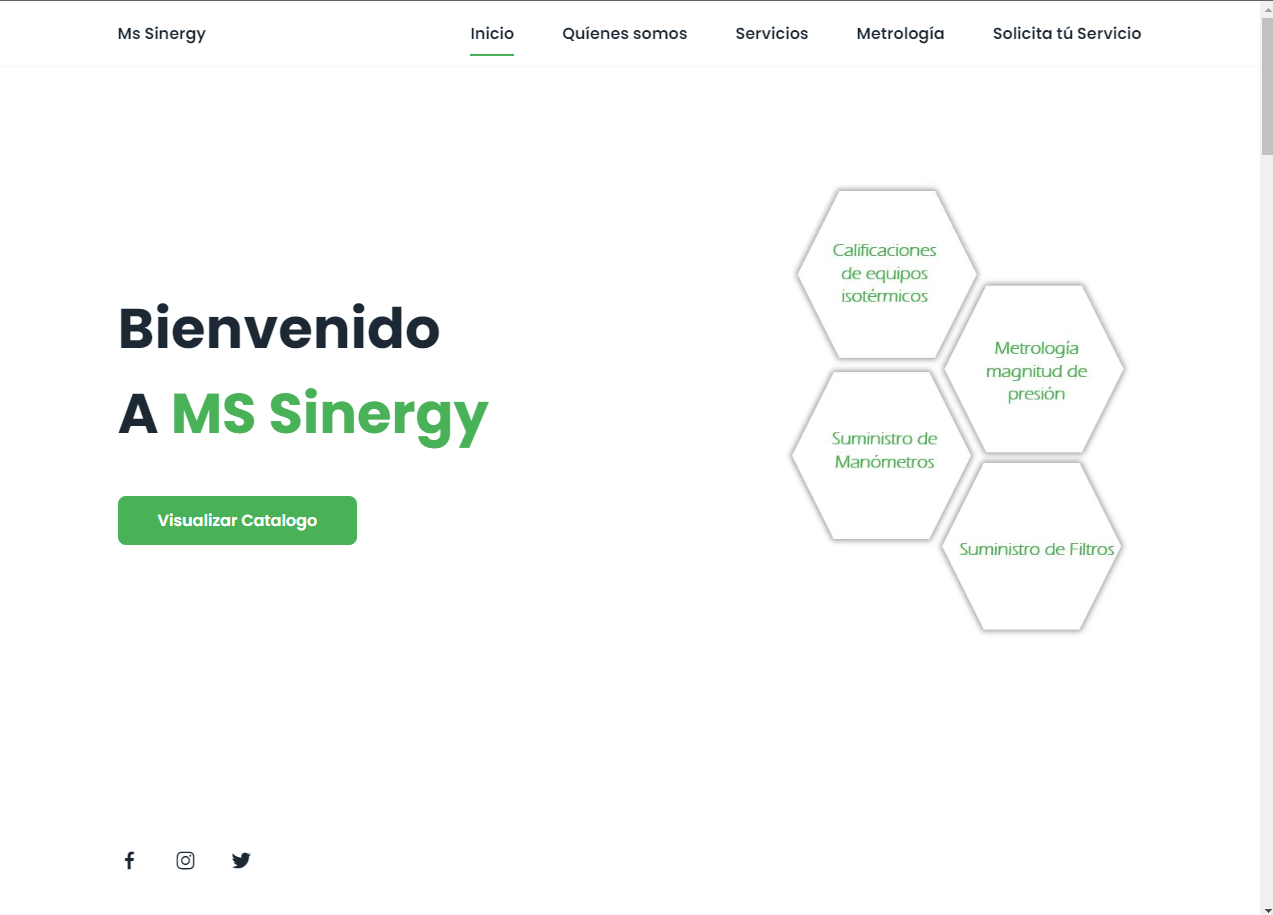 Ms Sinergy
Inicio
Quíenes somos
Servicios
Metrología
Solicita tú Servicio
Bienvenido
A MS Sinergy
Visualizar Catalogo
Calificaciones
de equipos
isotérmicos
Metrología
magnitud de
presión
Suministro de
Manómetros
Suministro de Filtros